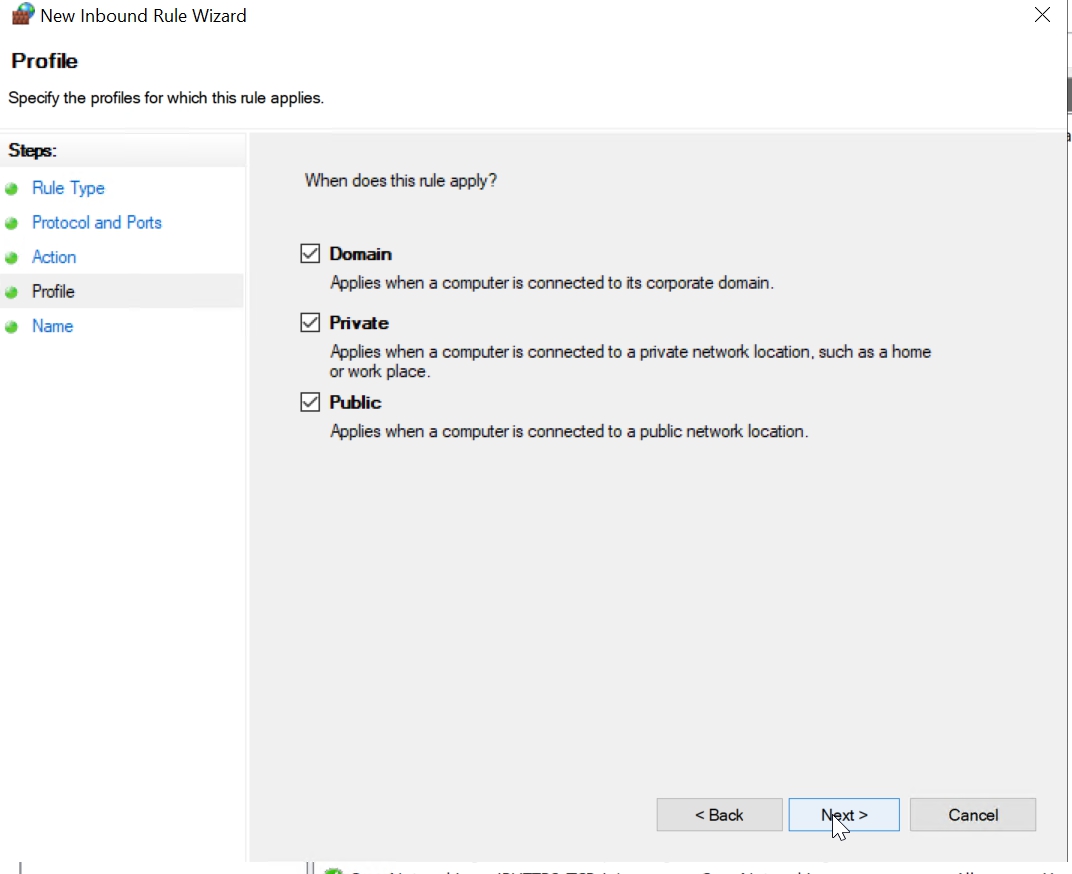 New Inbound Rule Wizard
Profile
Specify the profiles for which this rule applies.
Steps:
Rule Type
Protocol and Ports
Action
Profile
Name
When does this rule apply?
Domain
Applies when a computer is connected to its corporate domain.
Private
Applies when a computer is connected to a private network location, such as a home
or work place.
Public
Applies when a computer is connected to a public network location.
< Back
Next >
Cancel